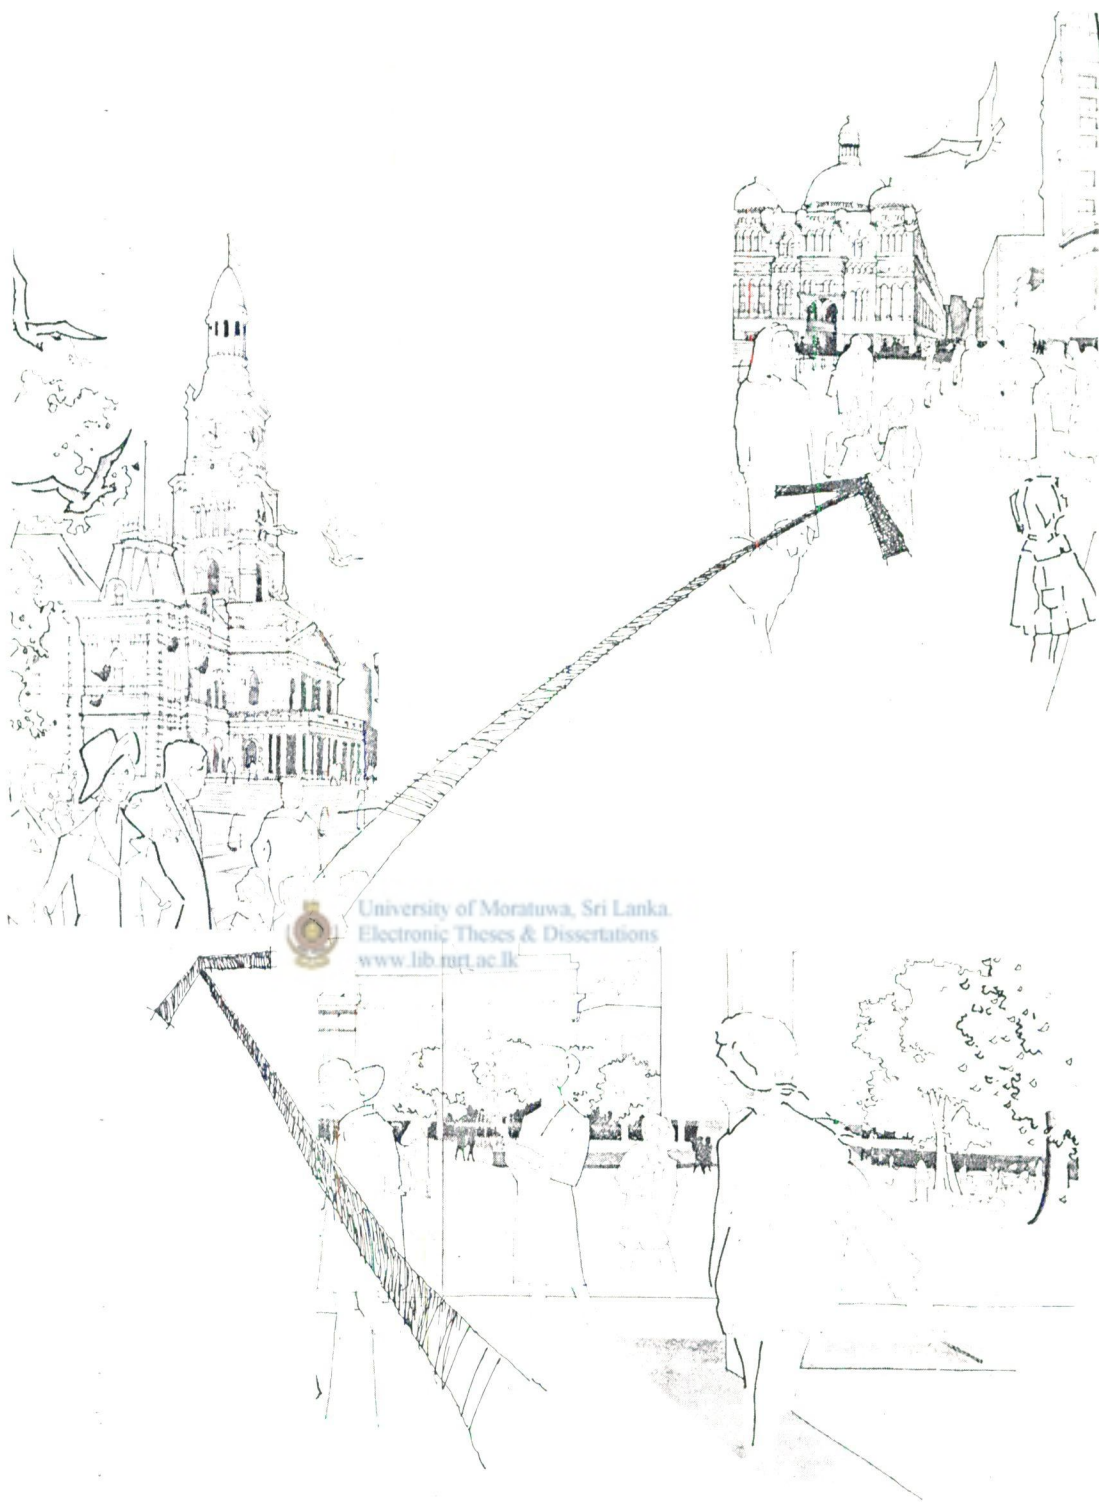 University of Moratuwa, Sri Lanka.
Electronic Theses & Dissertations
www.lib.mrt.ac.lk